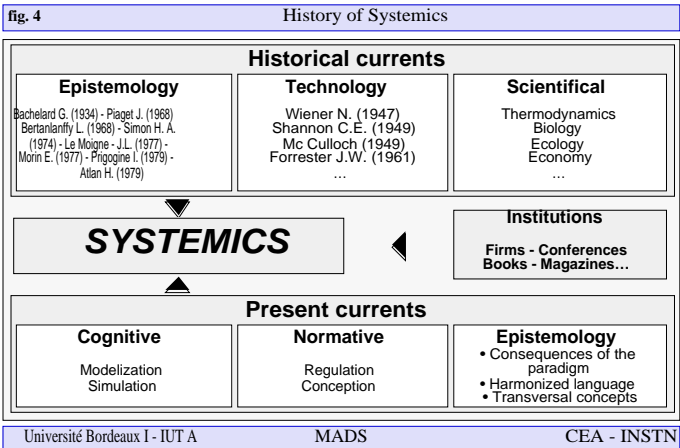 fig. 4
History of Systemics
Historical currents
Epistemology
Bachelard G. (1934) - Piaget J. (1968)
Bertanlanffy L. (1968) - Simon H. A.
(1974) - Le Moigne - J.L. (1977) -
Morin E. (1977) - Prigogine I. (1979) -
Atlan H. (1979)
Technology
Wiener N. (1947)
Shannon C.E. (1949)
Mc Culloch (1949)
Forrester J.W. (1961)
...
Scientifical
Thermodynamics
Biology
Ecology
Economy
...
SYSTEMICS
Institutions
Firms - Conferences
Books - Magazines...
Present currents
Cognitive
Modelization
Simulation
Normative
Regulation
Conception
Epistemology
• Consequences of the
paradigm
• Harmonized language
• Transversal concepts
Université Bordeaux I - IUT A
MADS
CEA - INSTN